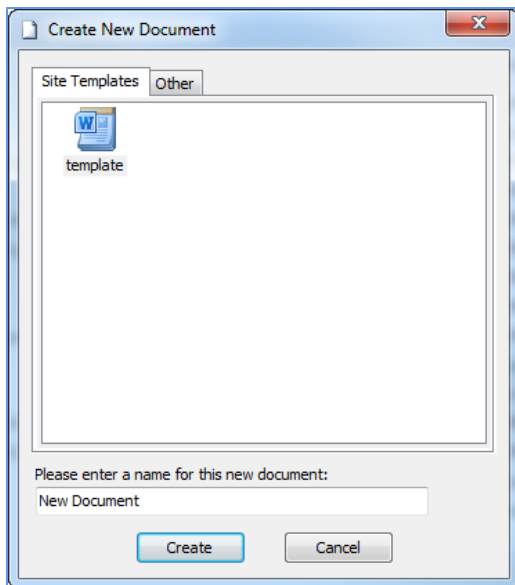 Create New Document
Site Templates Other
template
Please enter a name for this new document:
New Document
Create Cancel